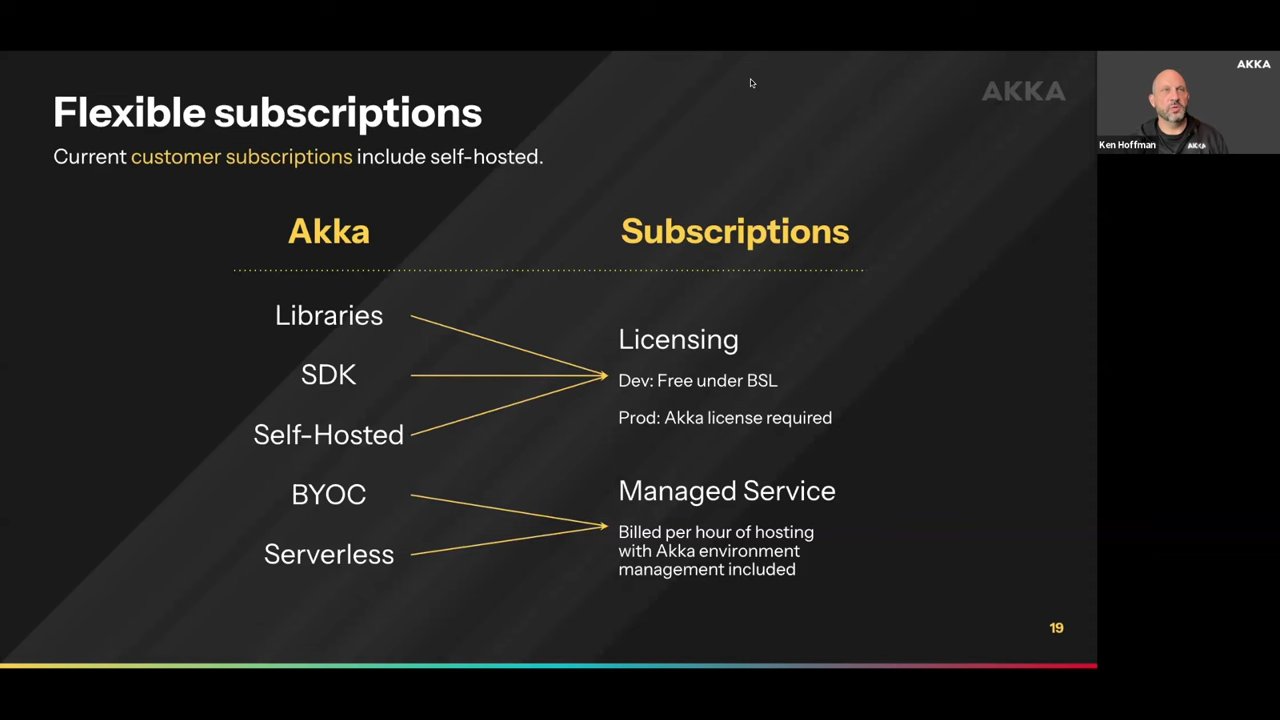 Flexible subscriptions
Current customer subscriptions include self-hosted.
AKKA
AKKA
Ken Hoffman
AKKA
Akka
Subscriptions
Libraries
SDK
Self-Hosted
BYOC
Serverless
Licensing
Dev: Free under BSL
Prod: Akka license required
Managed Service
Billed per hour of hosting
with Akka environment
management included
19